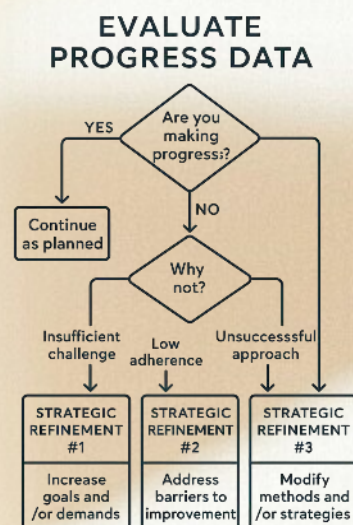 EVALUATE
PROGRESS DATA
Are you
making
progress:?
YES
NO
Continue
as planned
Why
not?
Insufficient
challenge
Low
adherence
Unsuccesssful
approach
STRATEGIC
REFINEMENT
#1
STRATEGIC
REFINEMENT
#2
STRATEGIC
REFINEMENT
#3
Increase
goals and
/or demands
Address
barriers to
improvement
Modify
methods and
/or strategies